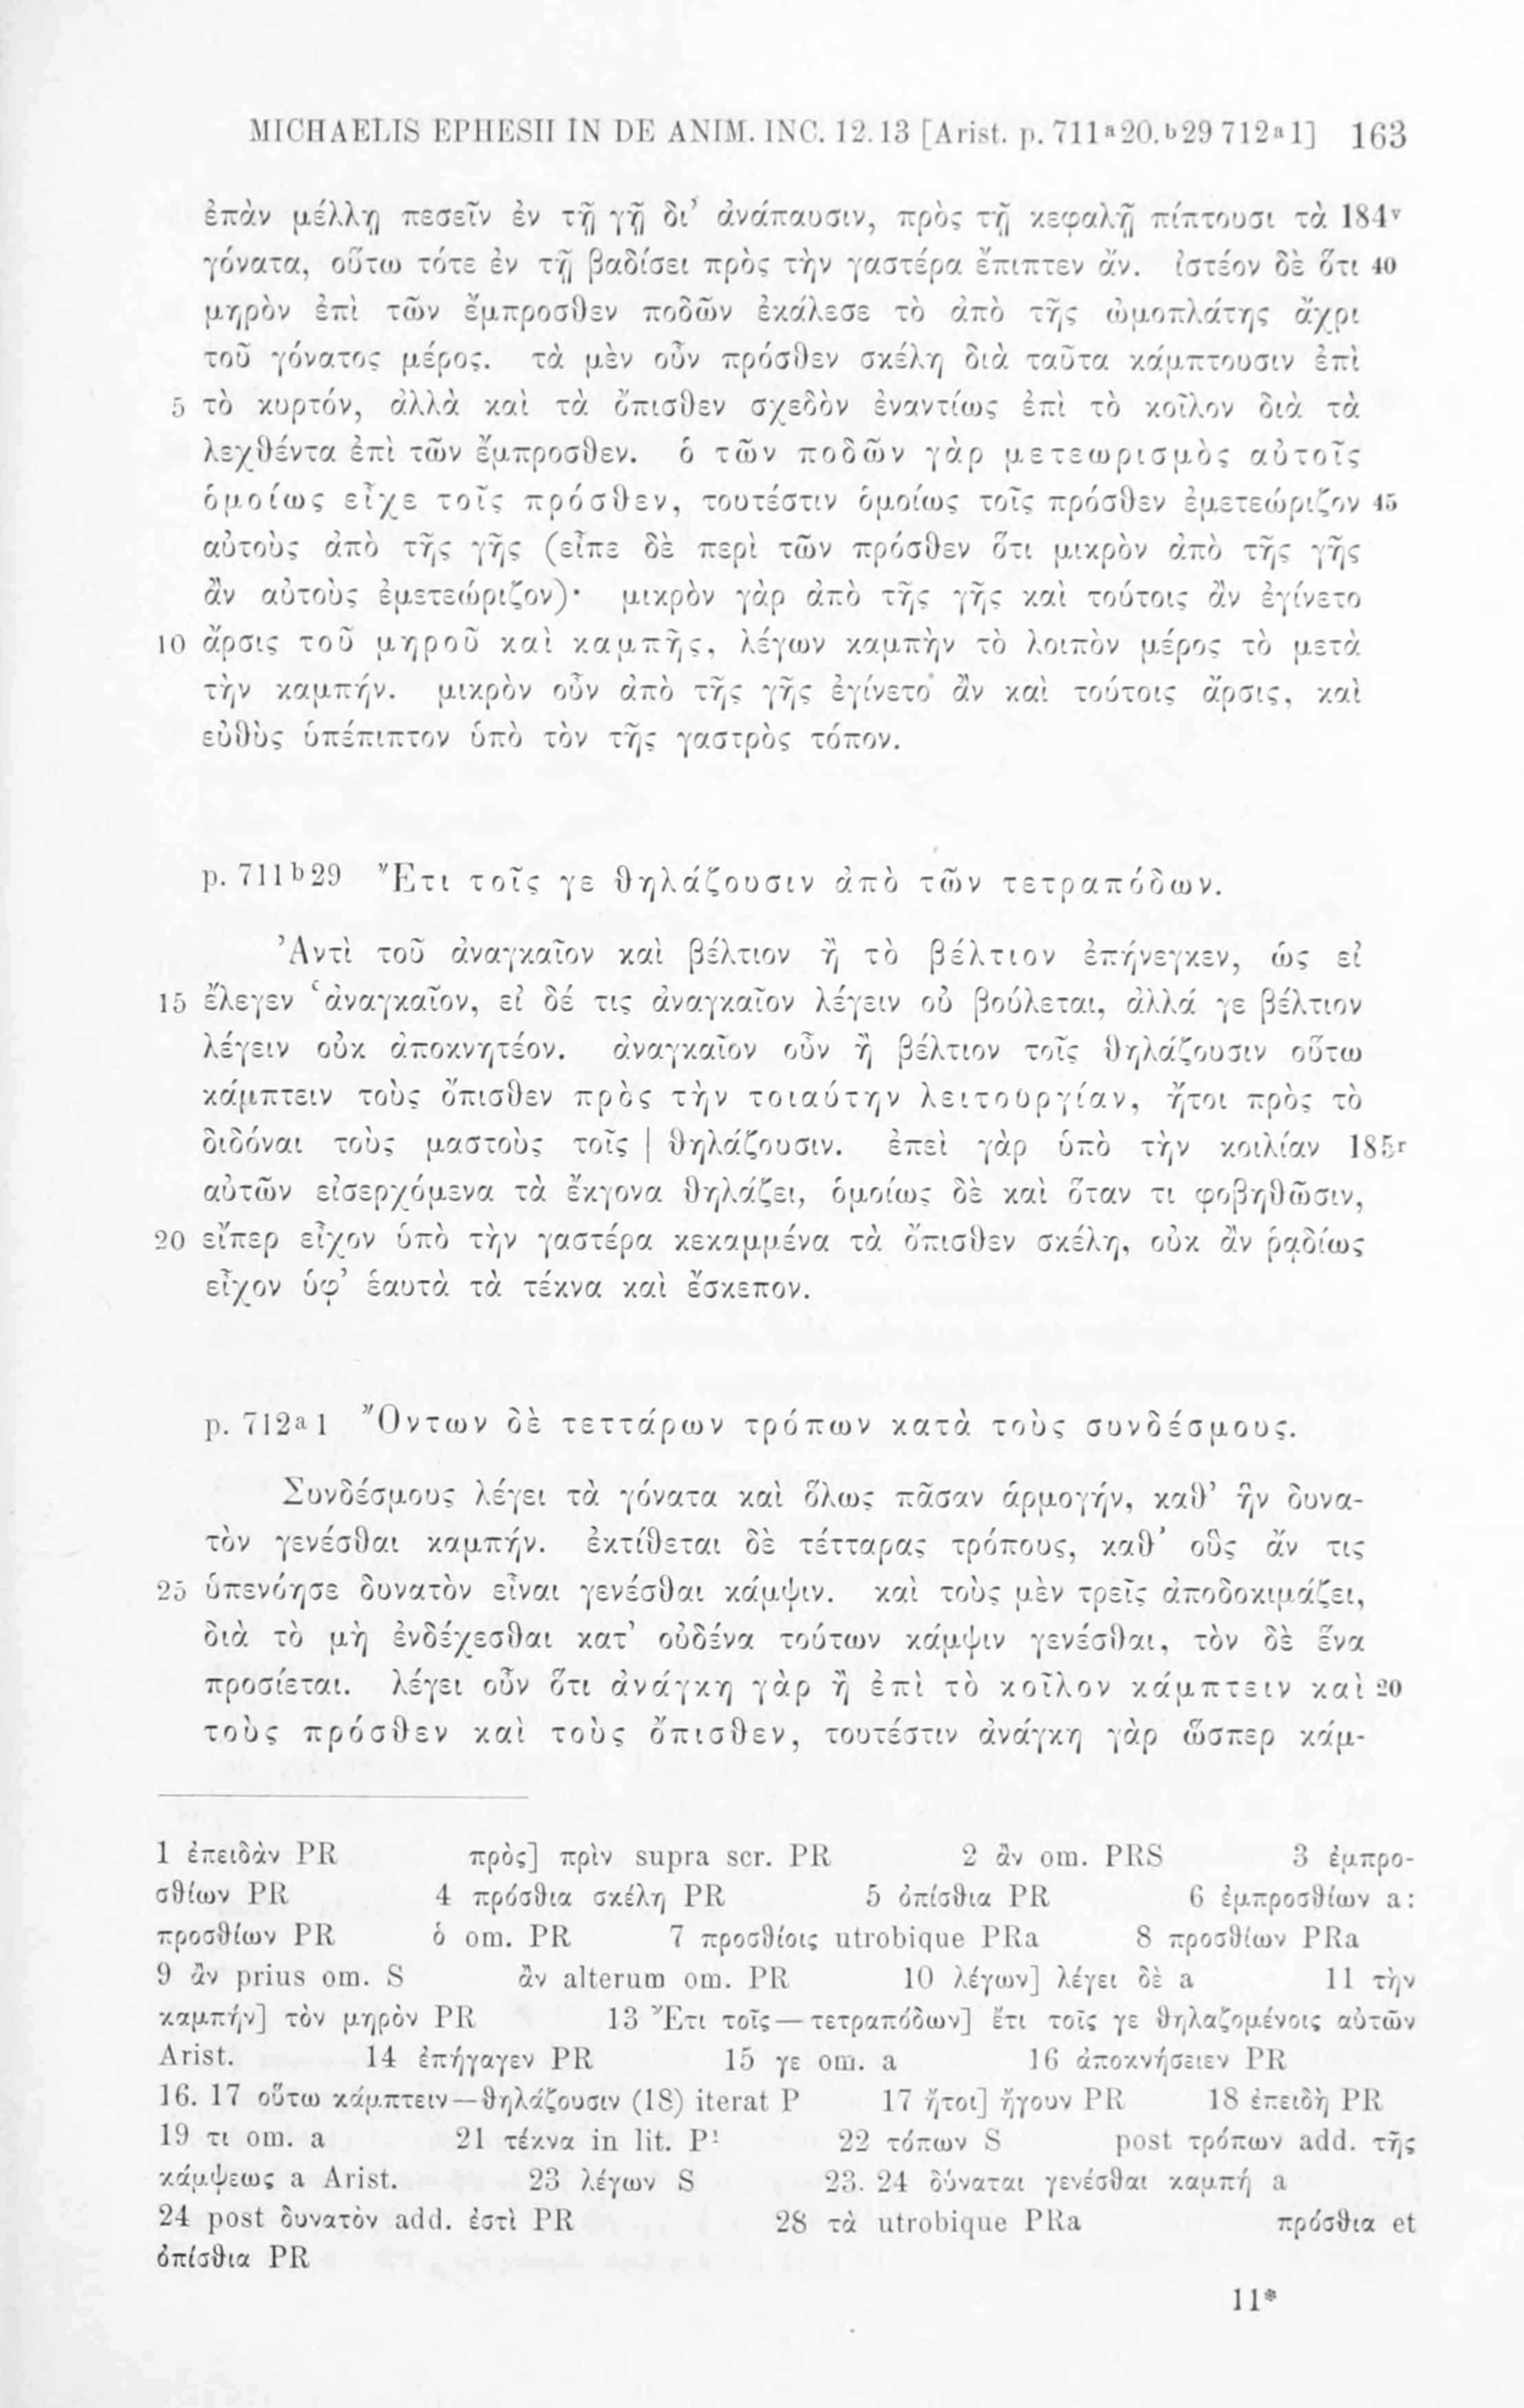 MICHAELIS EPHESII IN DE ANIM. INC. 12.13 [Arist. p. 711ᵃ20.ᵇ29 712ᵃ1] 163
ἐπὰν μέλλῃ πεσεῖν ἐν τῇ γῇ δι’ ἀνάπαυσιν, πρὸς τῇ κεφαλῇ πίπτουσι τὰ 184ᵛ
γόνατα, οὕτω τότε ἐν τῇ βαδίσει πρὸς τὴν γαστέρα ἔπιπτεν ἄν. ἰστέον δὲ ὅτι 40
μηρὸν ἐπὶ τῶν ἔμπροσθεν ποδῶν ἐκάλεσε τὸ ἀπὸ τῆς ὠμοπλάτης ἄχρι
τοῦ γόνατος μέρος. τὰ μὲν οὖν πρόσθεν σκέλη διὰ ταῦτα κάμπτουσιν ἐπὶ
5 τὸ κυρτόν, ἀλλὰ καὶ τὰ ὄπισθεν σχεδὸν ἐναντίως ἐπὶ τὸ κοῖλον διὰ τὰ
λεχθέντα ἐπὶ τῶν ἔμπροσθεν. ὁ τῶν ποδῶν γὰρ μετεωρισμὸς αὐτοῖς
ὁμοίως εἶχε τοῖς πρόσθεν, τουτέστιν ὁμοίως τοῖς πρόσθεν ἐμετεώριζον 45
αὐτοὺς ἀπὸ τῆς γῆς (εἶπε δὲ περὶ τῶν πρόσθεν ὅτι μικρὸν ἀπὸ τῆς γῆς
ἂν αὐτοὺς ἐμετεώριζον)· μικρὸν γὰρ ἀπὸ τῆς γῆς καὶ τούτοις ἂν ἐγίνετο
10 ἄρσις τοῦ μηροῦ καὶ καμπῆς, λέγων καμπὴν τὸ λοιπὸν μέρος τὸ μετὰ
τὴν καμπήν. μικρὸν οὖν ἀπὸ τῆς γῆς ἐγίνετο ἂν καὶ τούτοις ἄρσις, καὶ
εὐθὺς ὑπέπιπτον ὑπὸ τὸν τῆς γαστρὸς τόπον.
p. 711ᵇ29 Ἔτι τοῖς γε θηλάζουσιν ἀπὸ τῶν τετραπόδων.
Ἀντὶ τοῦ ἀναγκαῖον καὶ βέλτιον ἢ τὸ βέλτιον ἐπήνεγκεν, ὡς εἰ
15 ἔλεγεν ‘ἀναγκαῖον, εἰ δέ τις ἀναγκαῖον λέγειν οὐ βούλεται, ἀλλά γε βέλτιον
λέγειν οὐκ ἀποκνητέον. ἀναγκαῖον οὖν ἢ βέλτιον τοῖς θηλάζουσιν οὕτω
κάμπτειν τοὺς ὄπισθεν πρὸς τὴν τοιαύτην λειτουργίαν, ἤτοι πρὸς τὸ
διδόναι τοὺς μαστοὺς τοῖς | θηλάζουσιν. ἐπεὶ γὰρ ὑπὸ τὴν κοιλίαν 185ʳ
αὐτῶν εἰσερχόμενα τὰ ἔκγονα θηλάζει, ὁμοίως δὲ καὶ ὅταν τι φοβηθῶσιν,
20 εἴπερ εἶχον ὑπὸ τὴν γαστέρα κεκαμμένα τὰ ὄπισθεν σκέλη, οὐκ ἂν ῥᾳδίως
εἶχον ὑφ’ ἑαυτὰ τὰ τέκνα καὶ ἔσκεπον.
p. 712ᵃ1 Ὄντων δὲ τεττάρων τρόπων κατὰ τοὺς συνδέσμους.
Συνδέσμους λέγει τὰ γόνατα καὶ ὅλως πᾶσαν ἁρμογήν, καθ’ ἣν δυνα-
τὸν γενέσθαι καμπήν. ἐκτίθεται δὲ τέτταρας τρόπους, καθ’ οὓς ἄν τις
25 ὑπενόησε δυνατὸν εἶναι γενέσθαι κάμψιν. καὶ τοὺς μὲν τρεῖς ἀποδοκιμάζει,
διὰ τὸ μὴ ἐνδέχεσθαι κατ’ οὐδένα τούτων κάμψιν γενέσθαι, τὸν δὲ ἕνα
προσίεται. λέγει οὖν ὅτι ἀνάγκη γὰρ ἢ ἐπὶ τὸ κοῖλον κάμπτειν καὶ 20
τοὺς πρόσθεν καὶ τοὺς ὄπισθεν, τουτέστιν ἀνάγκη γὰρ ὥσπερ κάμ-
1 ἐπειδὰν PR πρὸς] πρὶν supra scr. PR 2 ἂν om. PRS 3 ἐμπρο-
σθίων PR 4 πρόσθια σκέλη PR 5 ὀπίσθια PR 6 ἐμπροσθίων a:
προσθίων PR ὁ om. PR 7 προσθίοις utrobique PRa 8 προσθίων PRa
9 ἂν prius om. S ἂν alterum om. PR 10 λέγων] λέγει δὲ a 11 τὴν
καμπήν] τὸν μηρὸν PR 13 Ἔτι τοῖς — τετραπόδων] ἔτι τοῖς γε θηλαζομένοις αὐτῶν
Arist. 14 ἐπήγαγεν PR 15 γε om. a 16 ἀποκνήσειεν PR
16. 17 οὕτω κάμπτειν — θηλάζουσιν (18) iterat P 17 ἤτοι] ἤγουν PR 18 ἐπειδὴ PR
19 τι om. a 21 τέκνα in lit. P¹ 22 τόπων S post τρόπων add. τῆς
κάμψεως a Arist. 23 λέγων S 23. 24 δύναται γενέσθαι καμπή a
24 post δυνατὸν add. ἐστὶ PR 28 τὰ utrobique PRa πρόσθια et
ὀπίσθια PR
11*